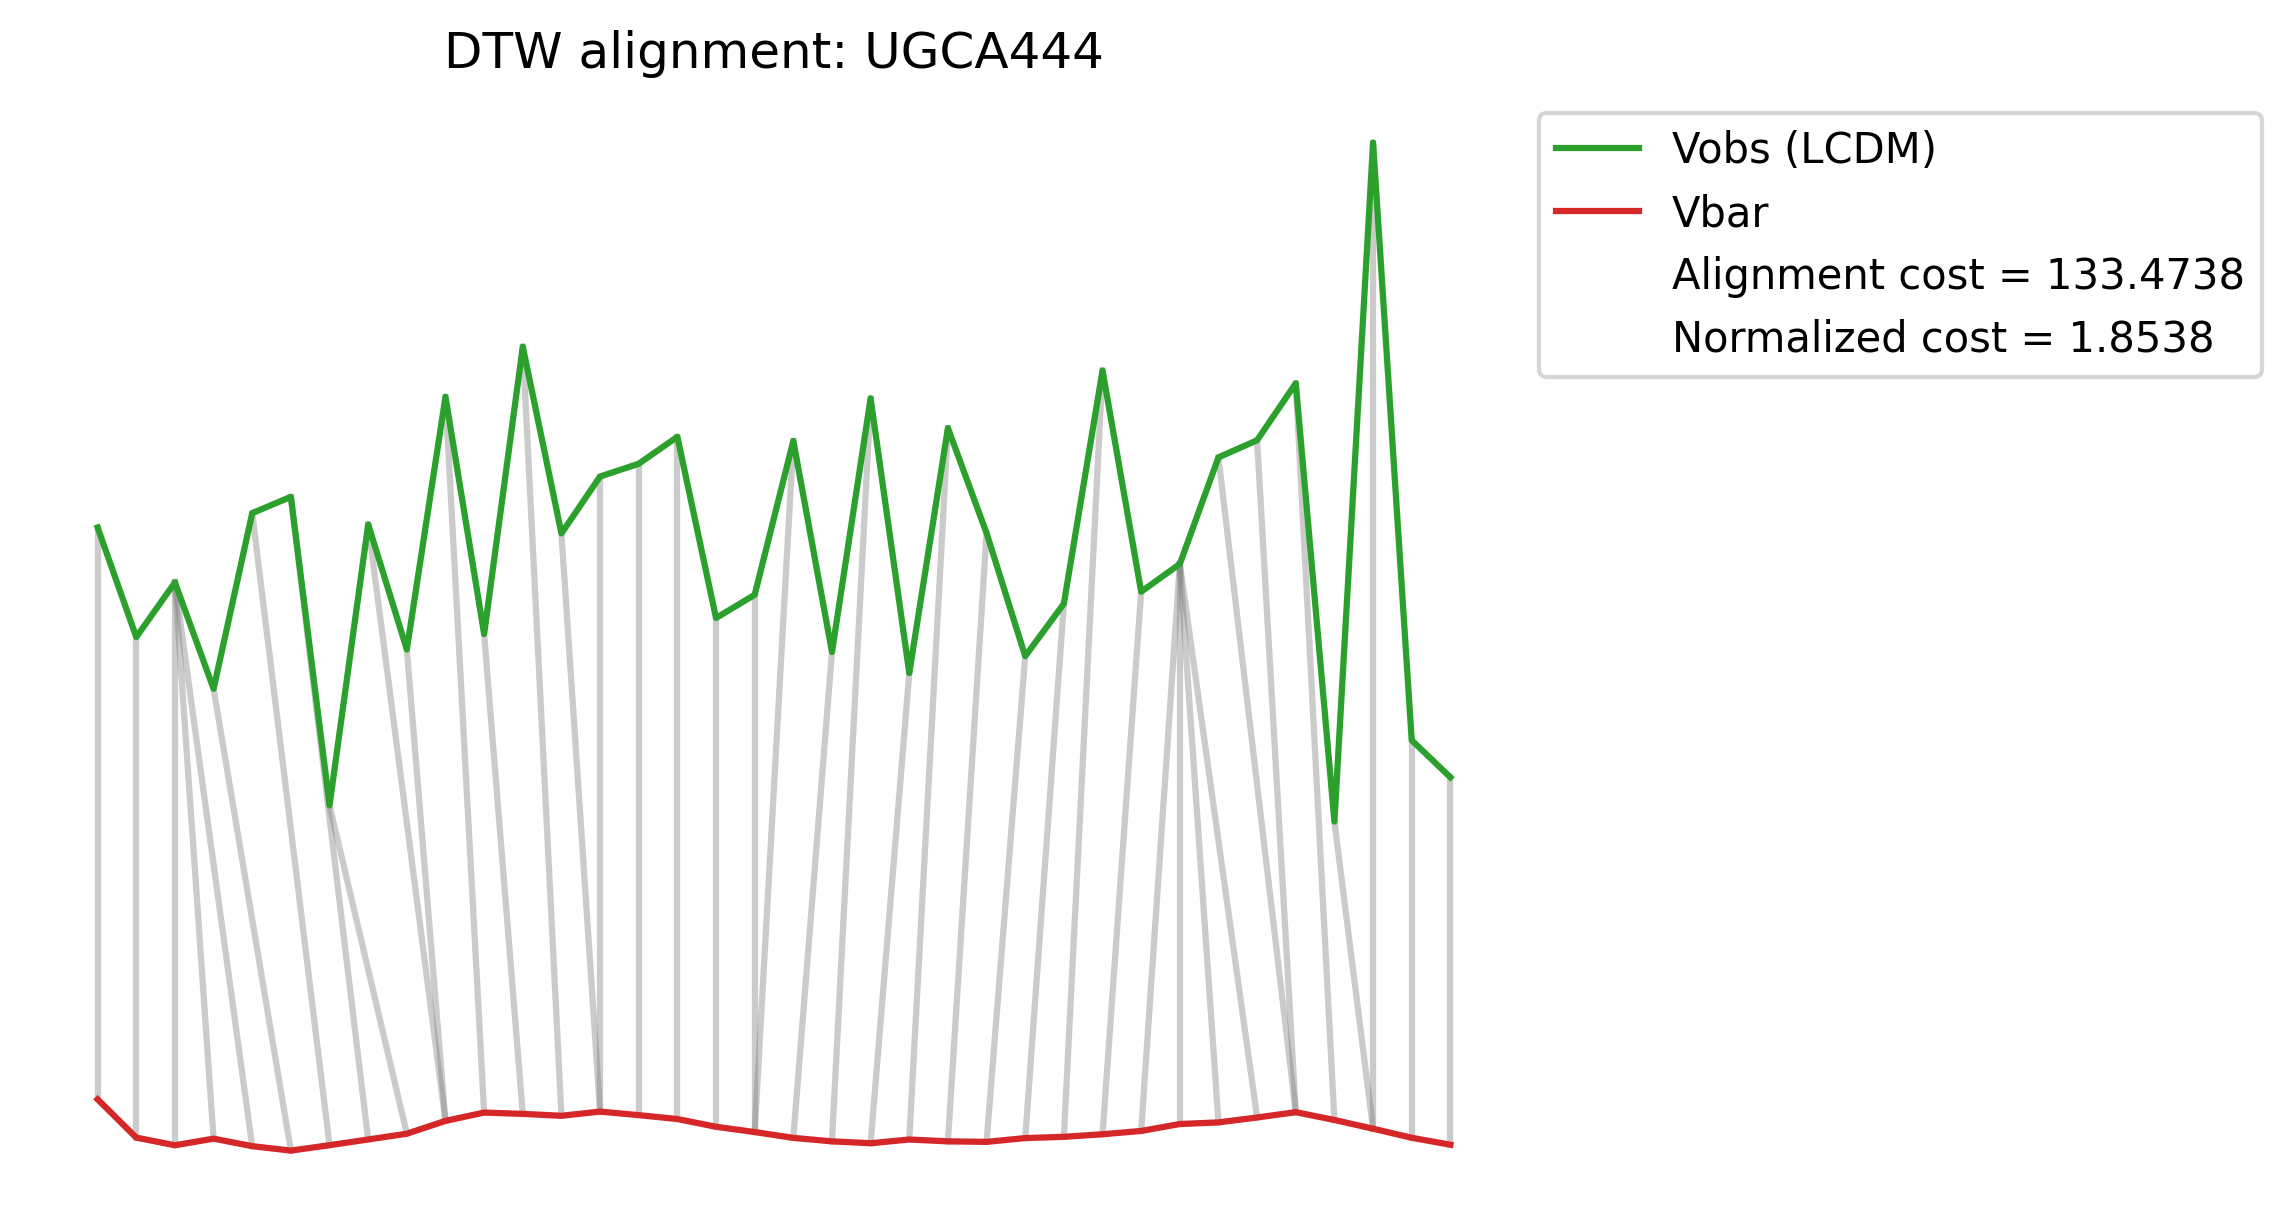 DTW alignment: UGCA444
Vobs (LCDM)
Vbar
Alignment cost = 133.4738
Normalized cost = 1.8538